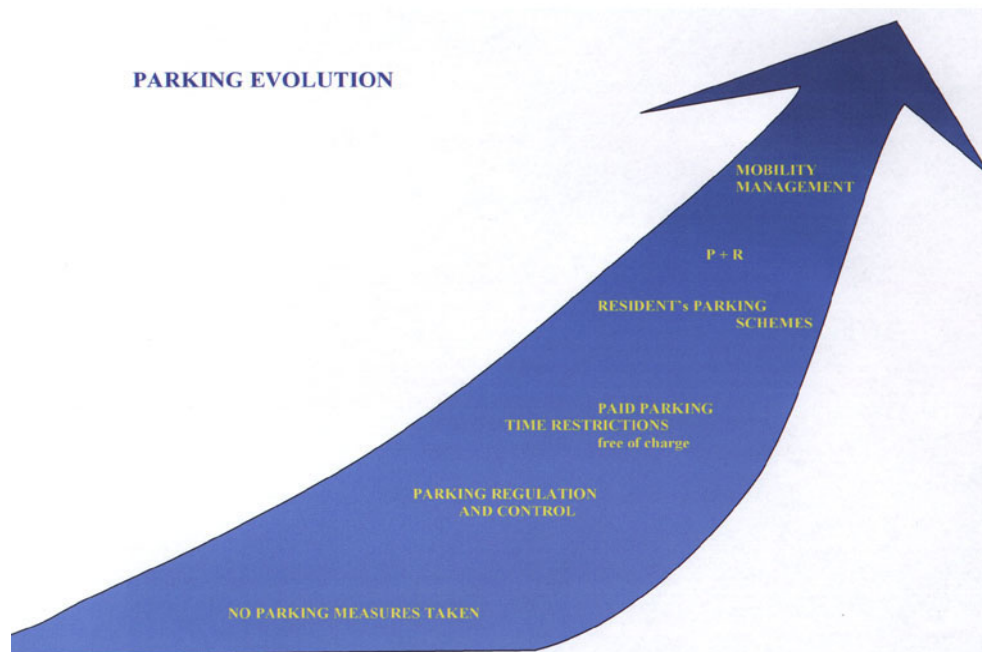 PARKING EVOLUTION
MOBILITY
MANAGEMENT
P + R
RESIDENT's PARKING
SCHEMES
PAID PARKING
TIME RESTRICTIONS
free of charge
PARKING REGULATION
AND CONTROL
NO PARKING MEASURES TAKEN